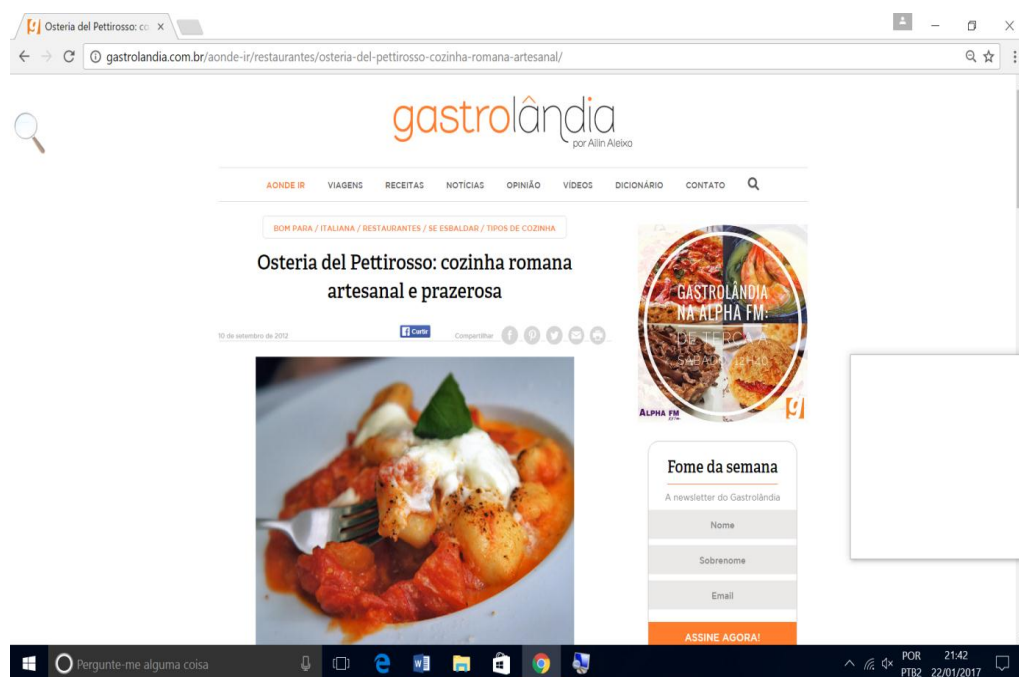 Osteria del Pettirosso: co
gastrolandia.com.br/aonde-ir/restaurantes/osteria-del-pettirosso-cozinha-romana-artesanal/
gastrolândia
por Ailin Aleixo
AONDE IR VIAGENS RECEITAS NOTÍCIAS OPINIÃO VÍDEOS DICIONÁRIO CONTATO
BOM PARA / ITALIANA / RESTAURANTES / SE ESBALDAR / TIPOS DE COZINHA
Osteria del Pettirosso: cozinha romana
artesanal e prazerosa
10 de setembro de 2012
Curtir
Compartilhar
GASTROLÂNDIA
NA ALPHA FM:
DE TERÇA A
SÁBADO, 12H40
ALPHA FM
Fome da semana
A newsletter do Gastrolândia
Nome
Sobrenome
Email
ASSINE AGORA!
Pergunte-me alguma coisa
POR 21:42
PTB2 22/01/2017